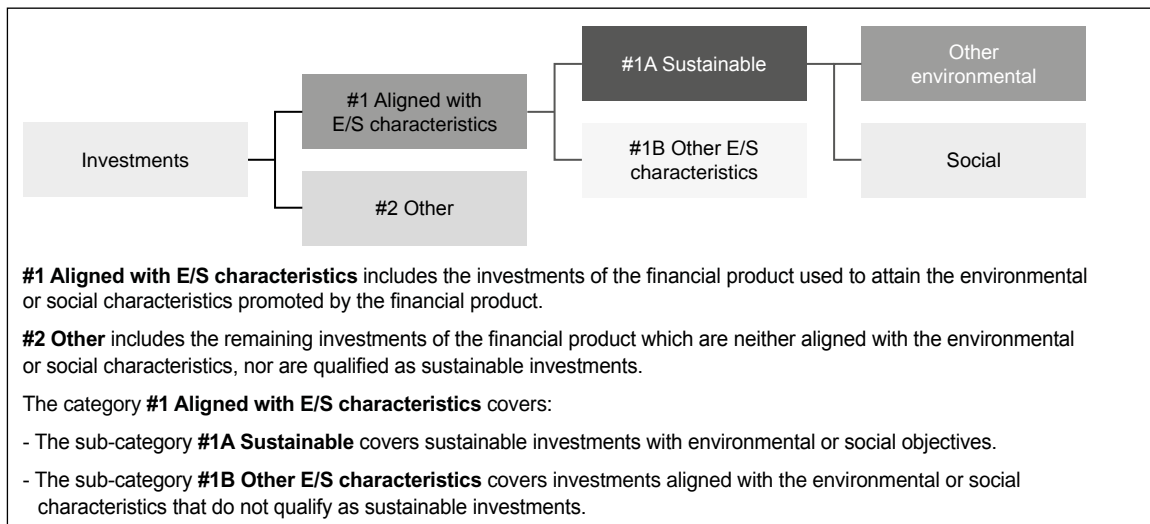 Investments
#1 Aligned with
E/S characteristics
#2 Other
#1A Sustainable
#1B Other E/S
characteristics
Other
environmental
Social
#1 Aligned with E/S characteristics includes the investments of the financial product used to attain the environmental
or social characteristics promoted by the financial product.
#2 Other includes the remaining investments of the financial product which are neither aligned with the environmental
or social characteristics, nor are qualified as sustainable investments.
The category #1 Aligned with E/S characteristics covers:
- The sub-category #1A Sustainable covers sustainable investments with environmental or social objectives.
- The sub-category #1B Other E/S characteristics covers investments aligned with the environmental or social
characteristics that do not qualify as sustainable investments.